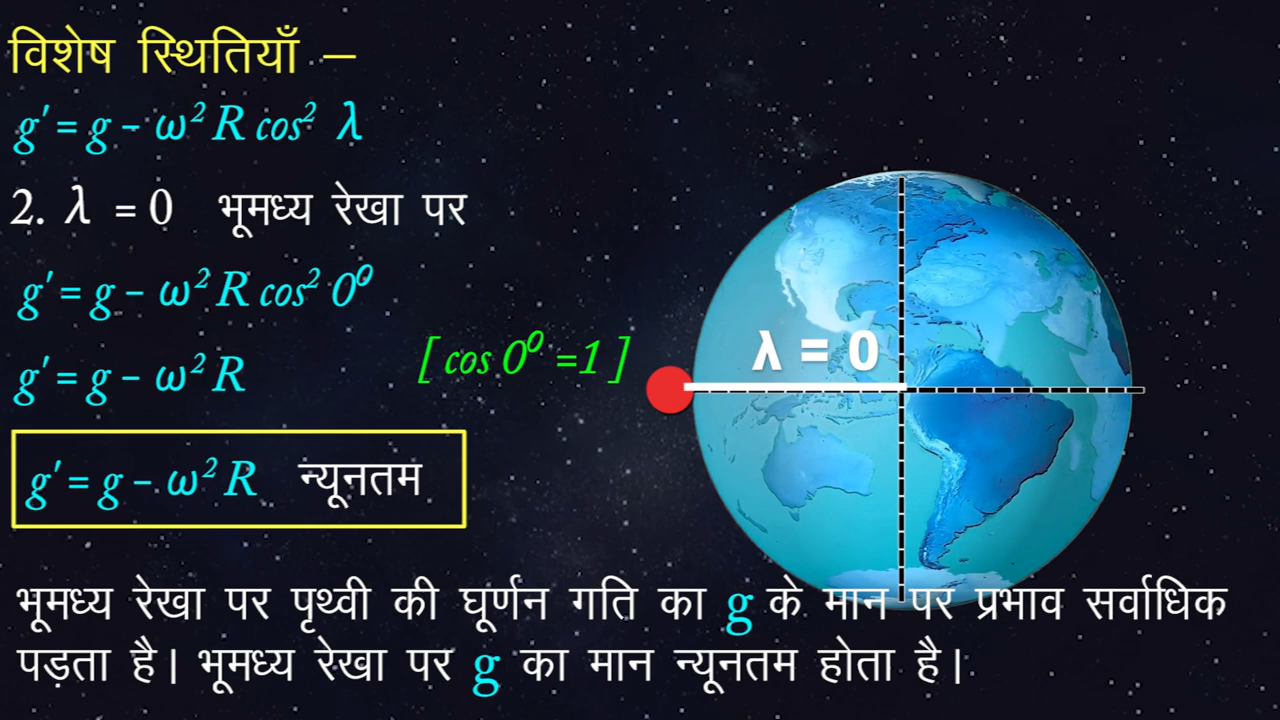 विशेष स्थितियाँ –
g' = g - ω² R cos² λ
2. λ = 0 भूमध्य रेखा पर
g' = g - ω² R cos² 0⁰
[ cos 0⁰ =1 ]
g' = g - ω² R
λ = 0
g' = g - ω² R न्यूनतम
भूमध्य रेखा पर पृथ्वी की घूर्णन गति का g के मान पर प्रभाव सर्वाधिक
पड़ता है। भूमध्य रेखा पर g का मान न्यूनतम होता है।